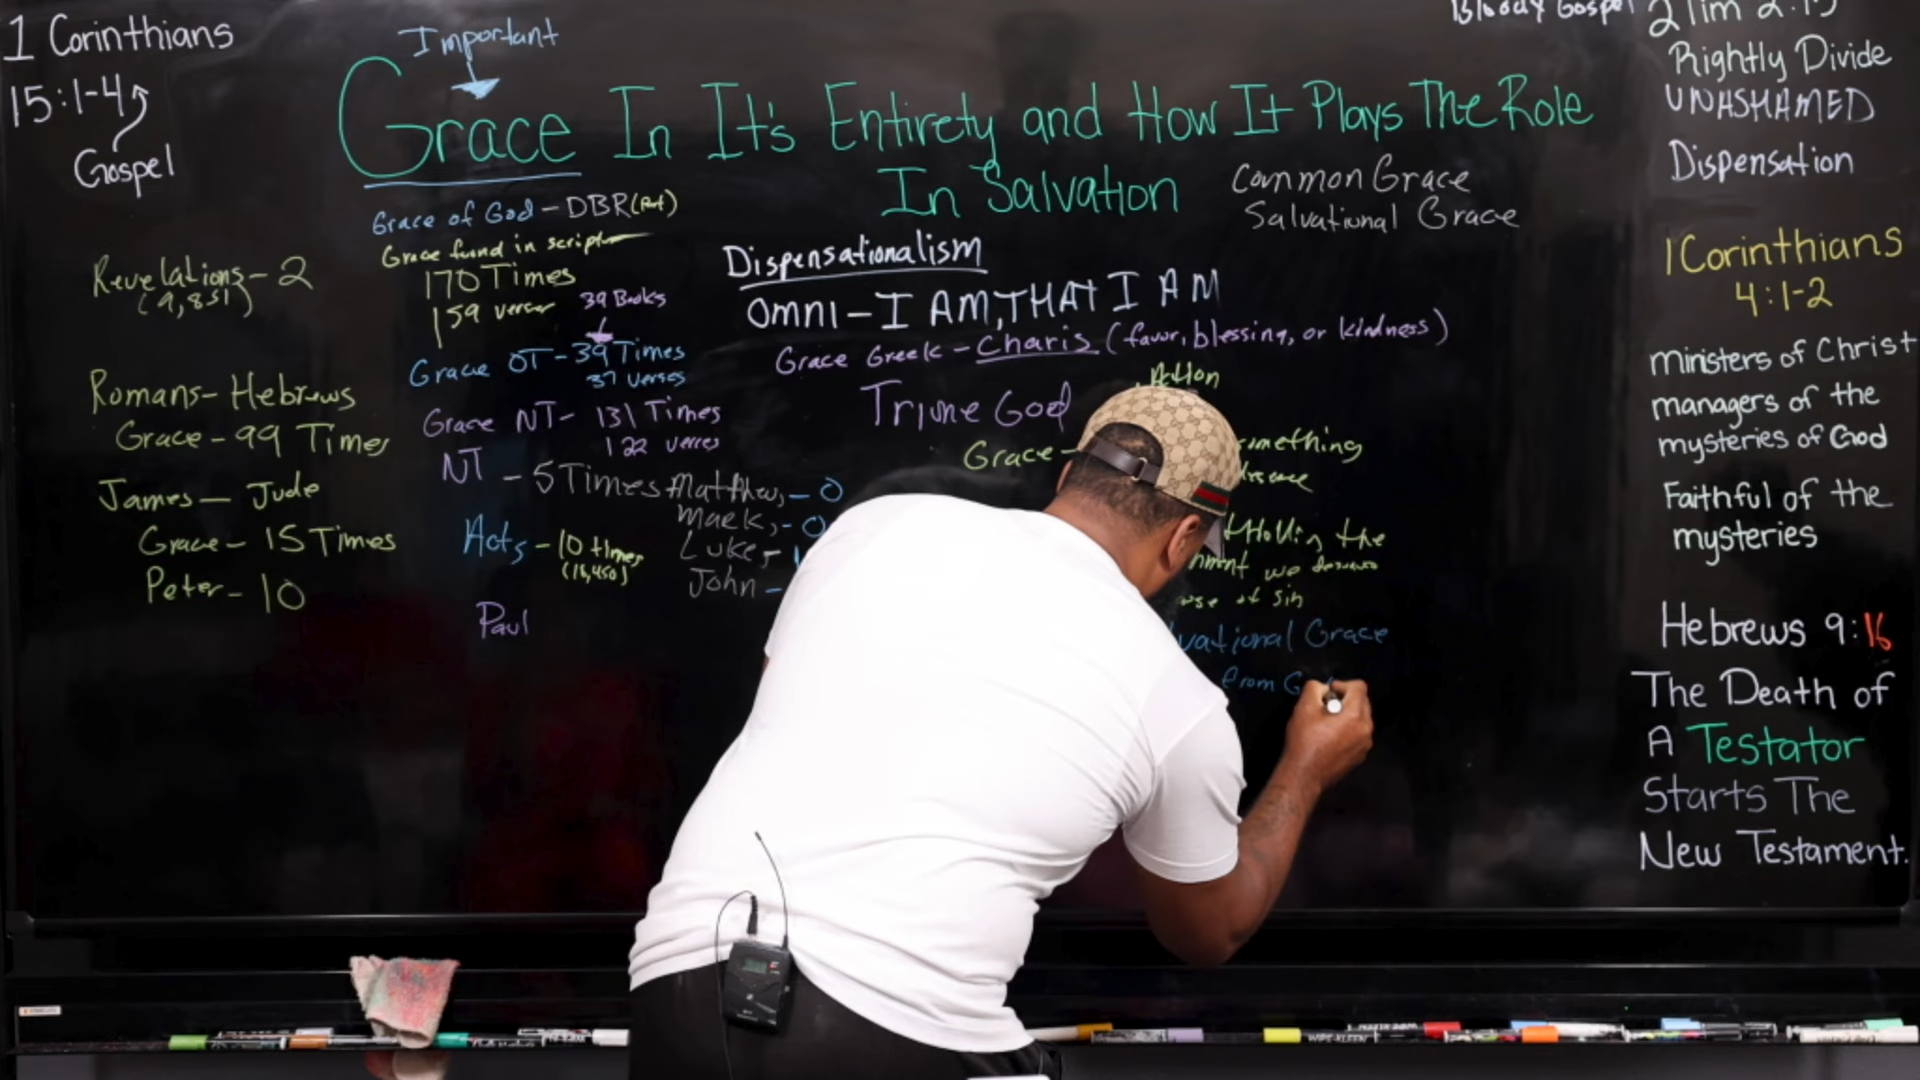 1 Corinthians
15:1-4
Gospel
Important
Grace In It's Entirety and How It Plays The Role
In Salvation
Common Grace
Salvational Grace
Grace of God - DBR
Grace found in
170 Times
159 verses
39 Books
Grace OT - 39 Times
37 verses
Grace NT - 131 Times
122 verses
NT - 5 Times
Matthew, - 0
Mark, - 0
Luke, -
John -
Acts - 10 times
(18,450)
Paul
Revelations - 2
(9,851)
Romans - Hebrews
Grace - 99 Times
James - Jude
Grace - 15 Times
Peter - 10
Dispensationalism
OMNI - I AM, THAT I AM
Grace Greek - Charis (favor, blessing, or kindness)
Action
Triune God
Grace -
the
we
of sin
Grace
from
Bloody Gospel
2 Tim 2:15
Rightly Divide
UNASHAMED
Dispensation
1 Corinthians
4:1-2
Ministers of Christ
managers of the
mysteries of God
Faithful of the
mysteries
Hebrews 9:16
The Death of
A Testator
Starts The
New Testament.